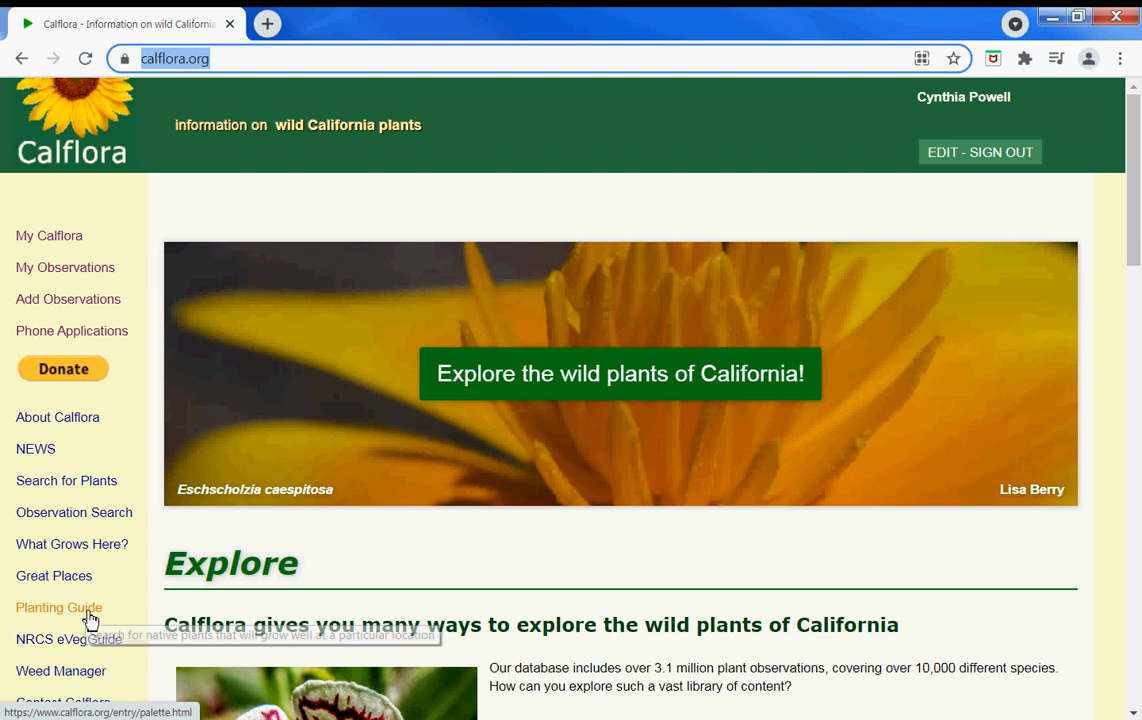 Calflora - Information on wild California
calflora.org
Calflora
information on wild California plants
Cynthia Powell
EDIT - SIGN OUT
My Calflora
My Observations
Add Observations
Phone Applications
Donate
About Calflora
NEWS
Search for Plants
Observation Search
What Grows Here?
Great Places
Planting Guide
NRCS eVegGuide
Weed Manager
Contact Calflora
Explore the wild plants of California!
Eschscholzia caespitosa
Lisa Berry
Explore
Calflora gives you many ways to explore the wild plants of California
search for native plants that will grow well at a particular location
Our database includes over 3.1 million plant observations, covering over 10,000 different species.
How can you explore such a vast library of content?
https://www.calflora.org/entry/palette.html